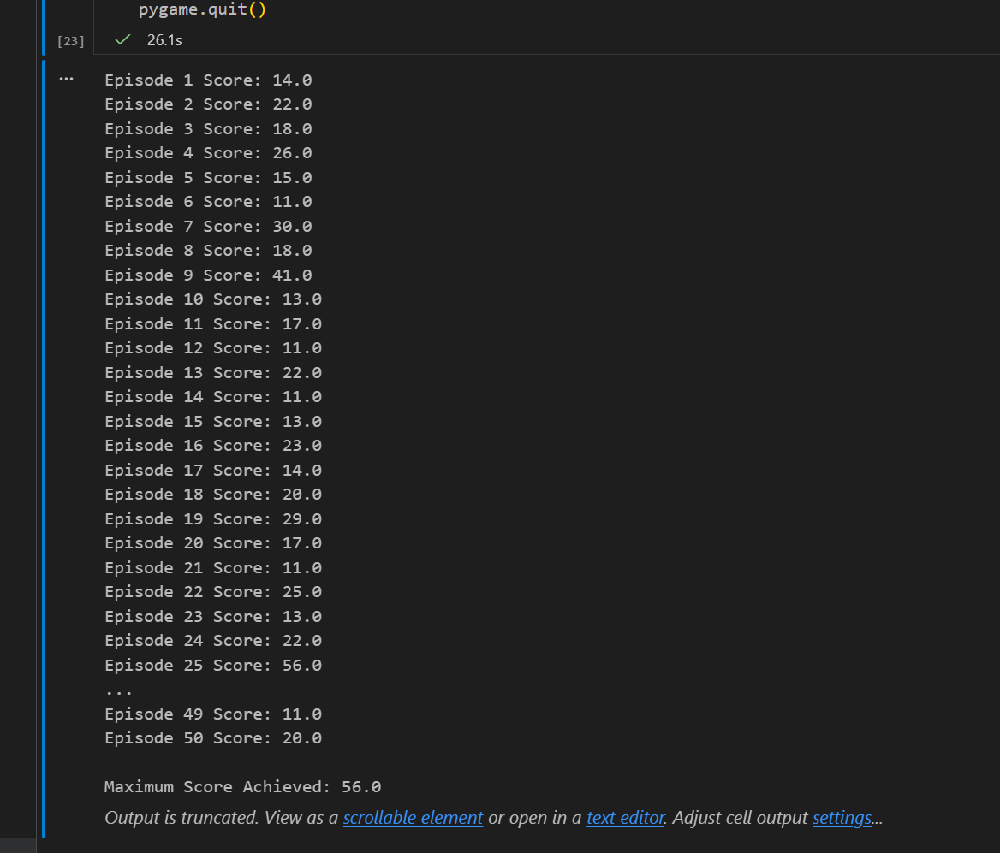 pygame.quit()
[23] ✓ 26.1s
... Episode 1 Score: 14.0
Episode 2 Score: 22.0
Episode 3 Score: 18.0
Episode 4 Score: 26.0
Episode 5 Score: 15.0
Episode 6 Score: 11.0
Episode 7 Score: 30.0
Episode 8 Score: 18.0
Episode 9 Score: 41.0
Episode 10 Score: 13.0
Episode 11 Score: 17.0
Episode 12 Score: 11.0
Episode 13 Score: 22.0
Episode 14 Score: 11.0
Episode 15 Score: 13.0
Episode 16 Score: 23.0
Episode 17 Score: 14.0
Episode 18 Score: 20.0
Episode 19 Score: 29.0
Episode 20 Score: 17.0
Episode 21 Score: 11.0
Episode 22 Score: 25.0
Episode 23 Score: 13.0
Episode 24 Score: 22.0
Episode 25 Score: 56.0
...
Episode 49 Score: 11.0
Episode 50 Score: 20.0
Maximum Score Achieved: 56.0
Output is truncated. View as a scrollable element or open in a text editor. Adjust cell output settings...